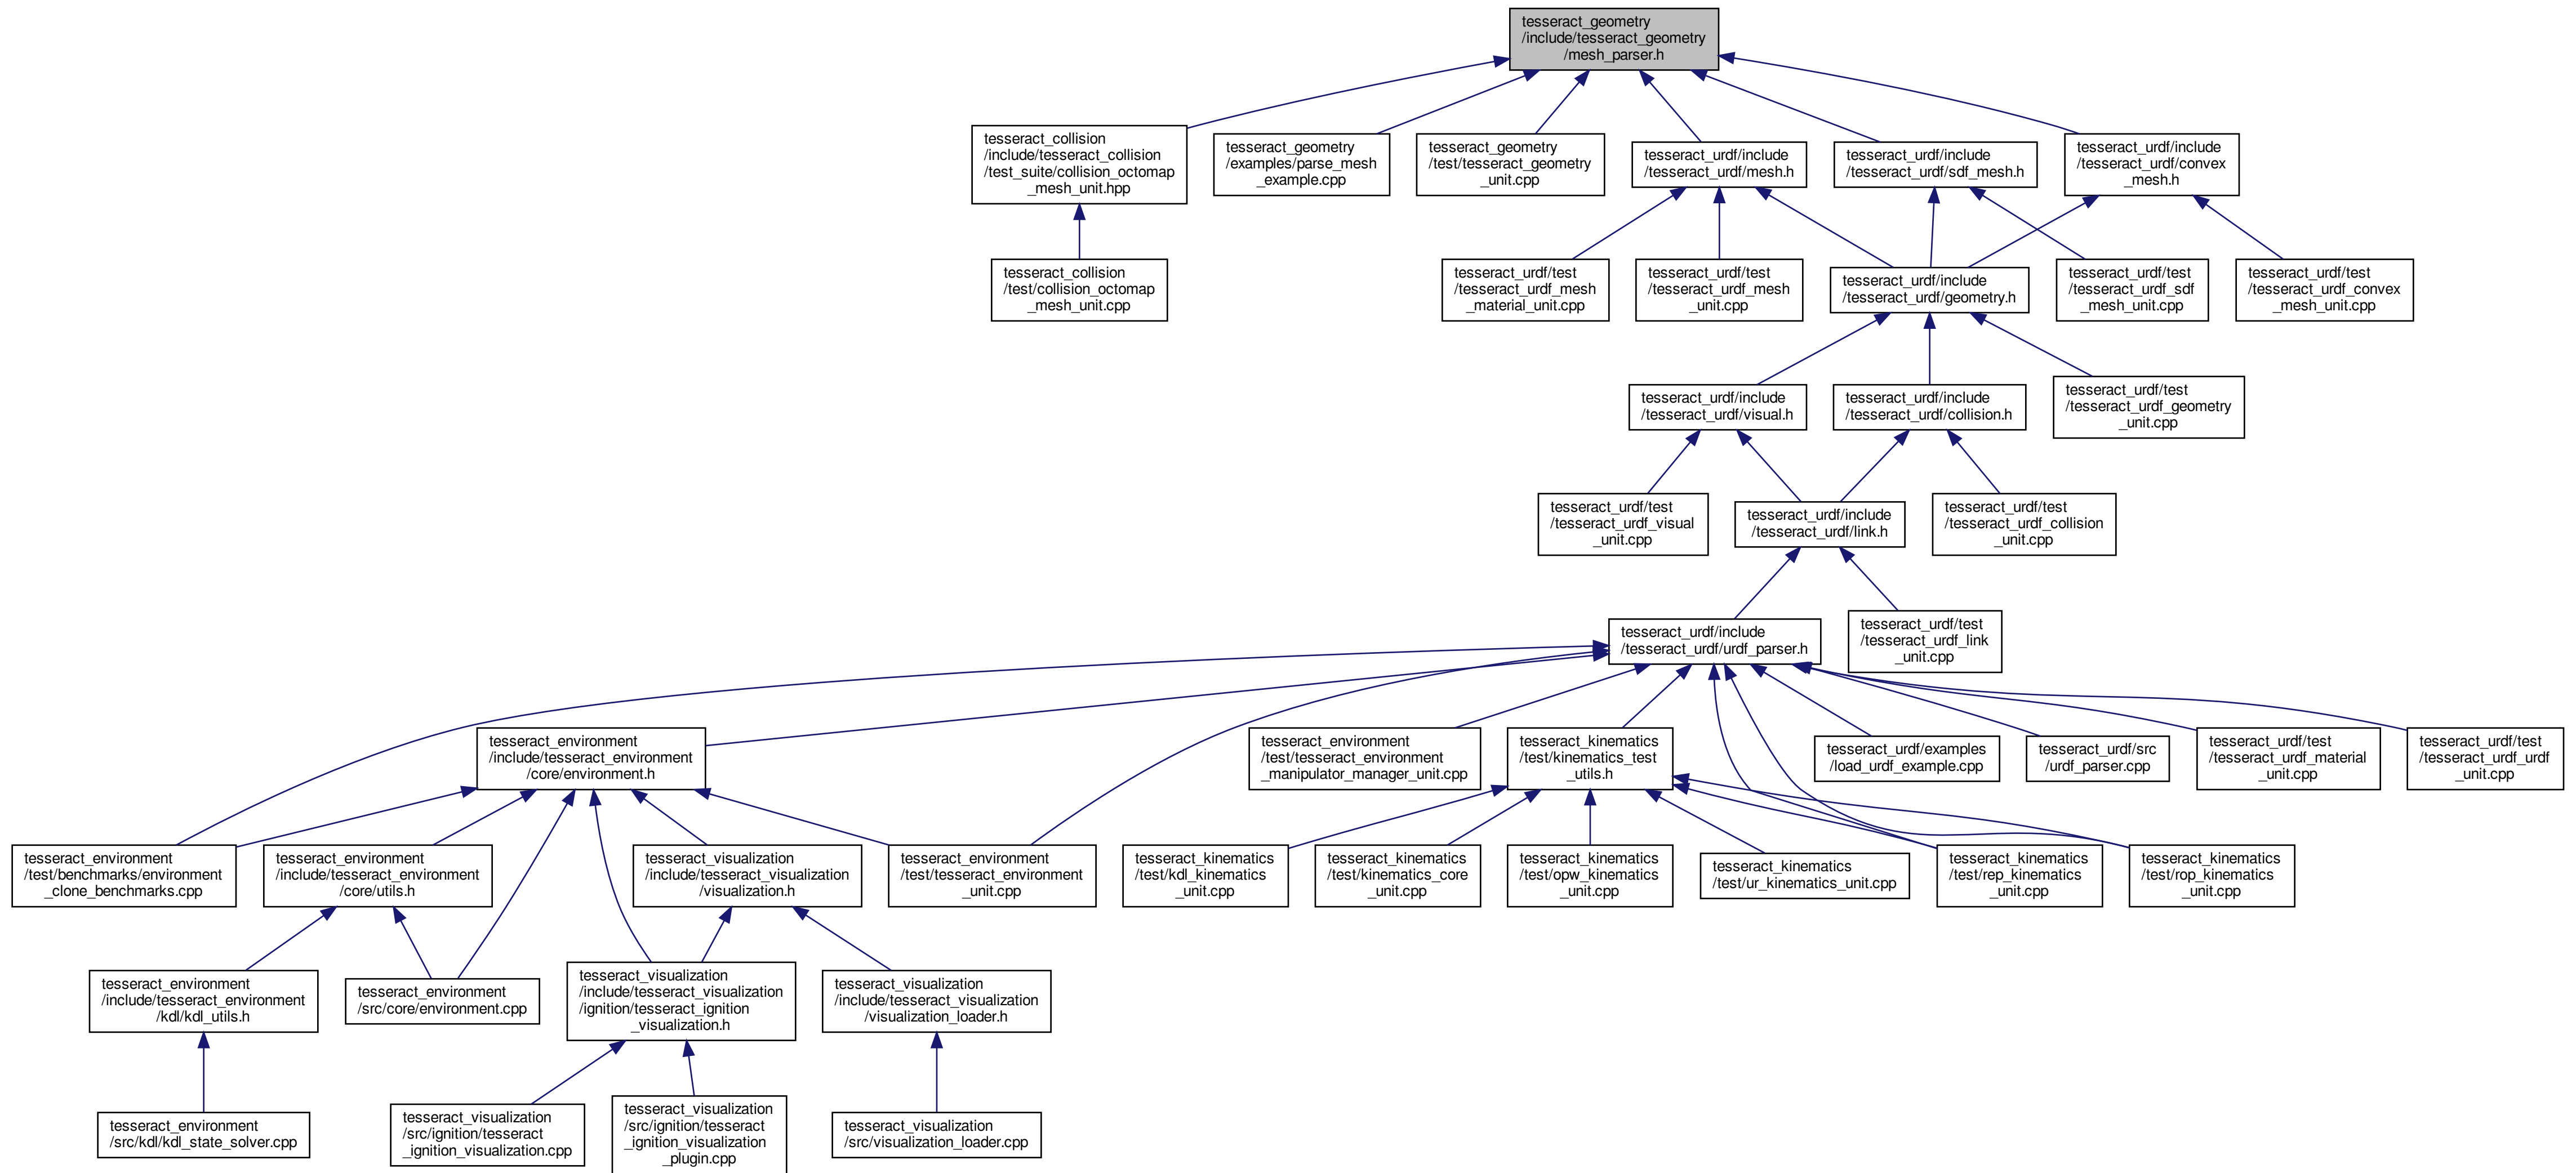 tesseract_geometry
/include/tesseract_geometry
/mesh_parser.h
tesseract_collision
/include/tesseract_collision
/test_suite/collision_octomap
_mesh_unit.hpp
tesseract_geometry
/examples/parse_mesh
_example.cpp
tesseract_geometry
/test/tesseract_geometry
_unit.cpp
tesseract_urdf/include
/tesseract_urdf/mesh.h
tesseract_urdf/include
/tesseract_urdf/sdf_mesh.h
tesseract_urdf/include
/tesseract_urdf/convex
_mesh.h
tesseract_collision
/test/collision_octomap
_mesh_unit.cpp
tesseract_urdf/test
/tesseract_urdf_mesh
_material_unit.cpp
tesseract_urdf/test
/tesseract_urdf_mesh
_unit.cpp
tesseract_urdf/include
/tesseract_urdf/geometry.h
tesseract_urdf/test
/tesseract_urdf_sdf
_mesh_unit.cpp
tesseract_urdf/test
/tesseract_urdf_convex
_mesh_unit.cpp
tesseract_urdf/include
/tesseract_urdf/visual.h
tesseract_urdf/include
/tesseract_urdf/collision.h
tesseract_urdf/test
/tesseract_urdf_geometry
_unit.cpp
tesseract_urdf/test
/tesseract_urdf_visual
_unit.cpp
tesseract_urdf/include
/tesseract_urdf/link.h
tesseract_urdf/test
/tesseract_urdf_collision
_unit.cpp
tesseract_urdf/include
/tesseract_urdf/urdf_parser.h
tesseract_urdf/test
/tesseract_urdf_link
_unit.cpp
tesseract_environment
/include/tesseract_environment
/core/environment.h
tesseract_environment
/test/tesseract_environment
_manipulator_manager_unit.cpp
tesseract_kinematics
/test/kinematics_test
_utils.h
tesseract_urdf/examples
/load_urdf_example.cpp
tesseract_urdf/src
/urdf_parser.cpp
tesseract_urdf/test
/tesseract_urdf_material
_unit.cpp
tesseract_urdf/test
/tesseract_urdf_urdf
_unit.cpp
tesseract_environment
/test/benchmarks/environment
_clone_benchmarks.cpp
tesseract_environment
/include/tesseract_environment
/core/utils.h
tesseract_visualization
/include/tesseract_visualization
/visualization.h
tesseract_environment
/test/tesseract_environment
_unit.cpp
tesseract_kinematics
/test/kdl_kinematics
_unit.cpp
tesseract_kinematics
/test/kinematics_core
_unit.cpp
tesseract_kinematics
/test/opw_kinematics
_unit.cpp
tesseract_kinematics
/test/ur_kinematics_unit.cpp
tesseract_kinematics
/test/rep_kinematics
_unit.cpp
tesseract_kinematics
/test/rop_kinematics
_unit.cpp
tesseract_environment
/include/tesseract_environment
/kdl/kdl_utils.h
tesseract_environment
/src/core/environment.cpp
tesseract_visualization
/include/tesseract_visualization
/ignition/tesseract_ignition
_visualization.h
tesseract_visualization
/include/tesseract_visualization
/visualization_loader.h
tesseract_environment
/src/kdl/kdl_state_solver.cpp
tesseract_visualization
/src/ignition/tesseract
_ignition_visualization.cpp
tesseract_visualization
/src/ignition/tesseract
_ignition_visualization
_plugin.cpp
tesseract_visualization
/src/visualization_loader.cpp